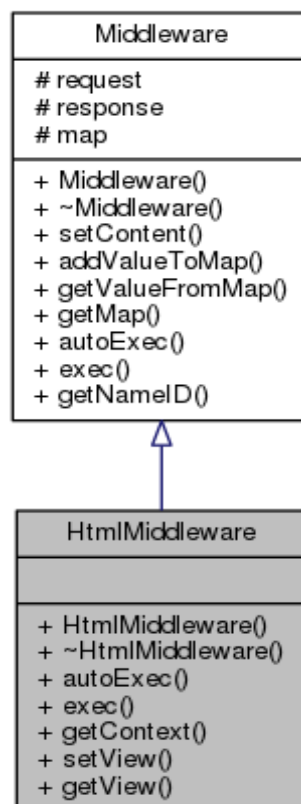 Middleware
# request
# response
# map
+ Middleware()
+ ~Middleware()
+ setContent()
+ addValueToMap()
+ getValueFromMap()
+ getMap()
+ autoExec()
+ exec()
+ getNameID()
HtmlMiddleware
+ HtmlMiddleware()
+ ~HtmlMiddleware()
+ autoExec()
+ exec()
+ getContext()
+ setView()
+ getView()